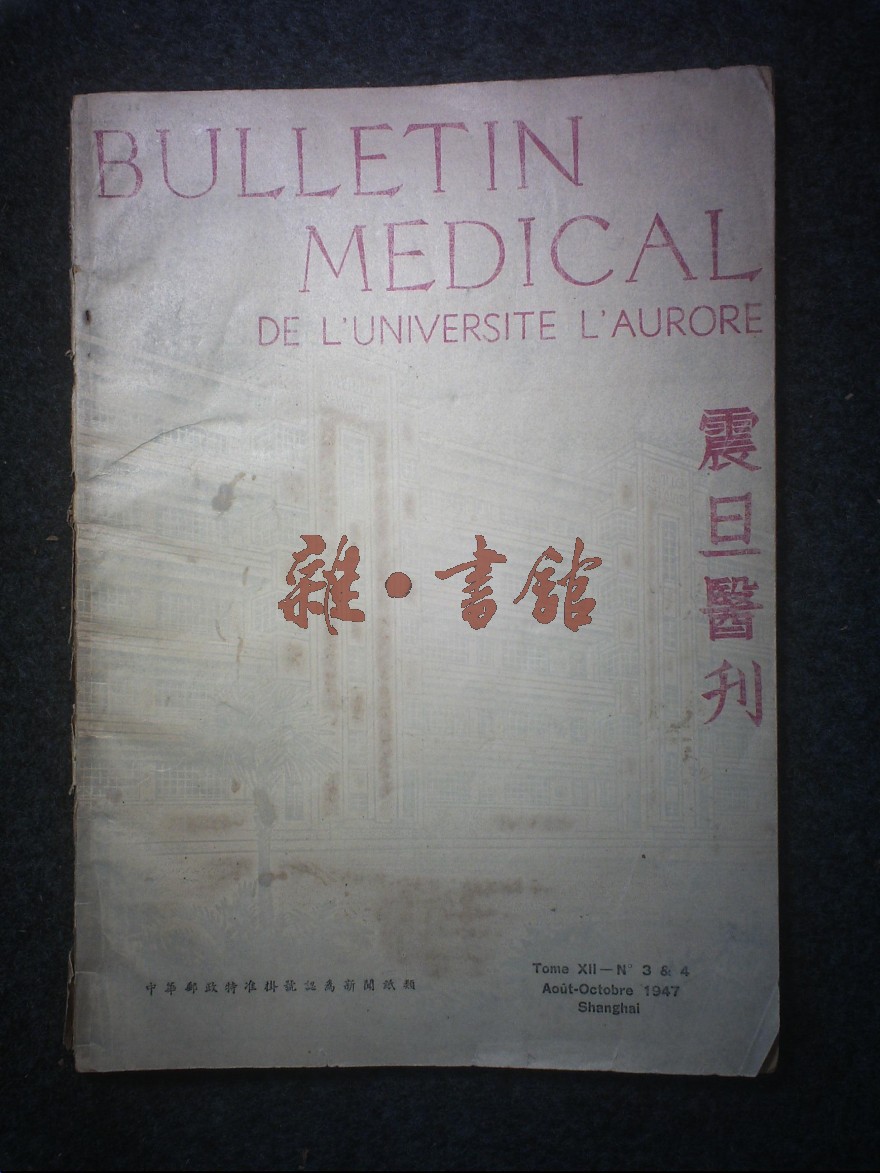 BULLETIN
MEDICAL
DE L'UNIVERSITE L'AURORE
震旦醫刊
雜•書館
中華郵政特准掛號認爲新聞紙類
Tome XII — N° 3 & 4
Août-Octobre 1947
Shanghai